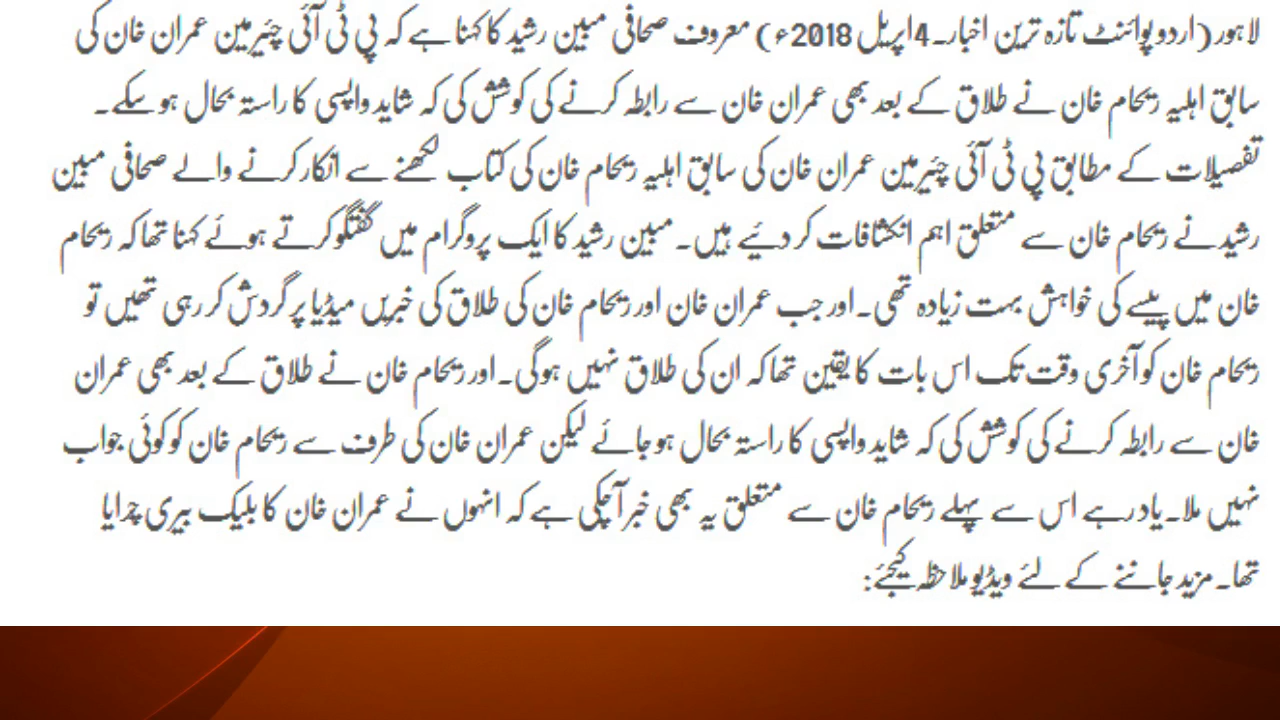 لاہور(اردو پوائنٹ تازہ ترین اخبار۔4اپریل 2018ء) معروف صحافی مبین رشید کا کہنا ہے کہ پی ٹی آئی چئیرمین عمران خان کی
سابق اہلیہ ریحام خان نے طلاق کے بعد بھی عمران خان سے رابطہ کرنے کی کوشش کی کہ شاید واپسی کا راستہ بحال ہو سکے۔
تفصیلات کے مطابق پی ٹی آئی چئیرمین عمران خان کی سابق اہلیہ ریحام خان کی کتاب لکھنے سے انکار کرنے والے صحافی مبین
رشید نے ریحام خان سے متعلق اہم انکشافات کر دئیے ہیں۔مبین رشید کا ایک پروگرام میں گفتگو کرتے ہوئے کہنا تھا کہ ریحام
خان میں پیسے کی خواہش بہت زیادہ تھی۔اور جب عمران خان اور ریحام خان کی طلاق کی خبریں میڈیا پر گردش کر رہی تھیں تو
ریحام خان کو آخری وقت تک اس بات کا یقین تھا کہ ان کی طلاق نہیں ہوگی۔اور ریحام خان نے طلاق کے بعد بھی عمران
خان سے رابطہ کرنے کی کوشش کی کہ شاید واپسی کا راستہ بحال ہو جائے لیکن عمران خان کی طرف سے ریحام خان کو کوئی جواب
نہیں ملا۔یاد رہے اس سے پہلے ریحام خان سے متعلق یہ بھی خبر آ چکی ہے کہ انہوں نے عمران خان کا بلیک بیری چرایا
تھا۔مزید جاننے کے لئے ویڈیو ملاحظہ کیجئے: